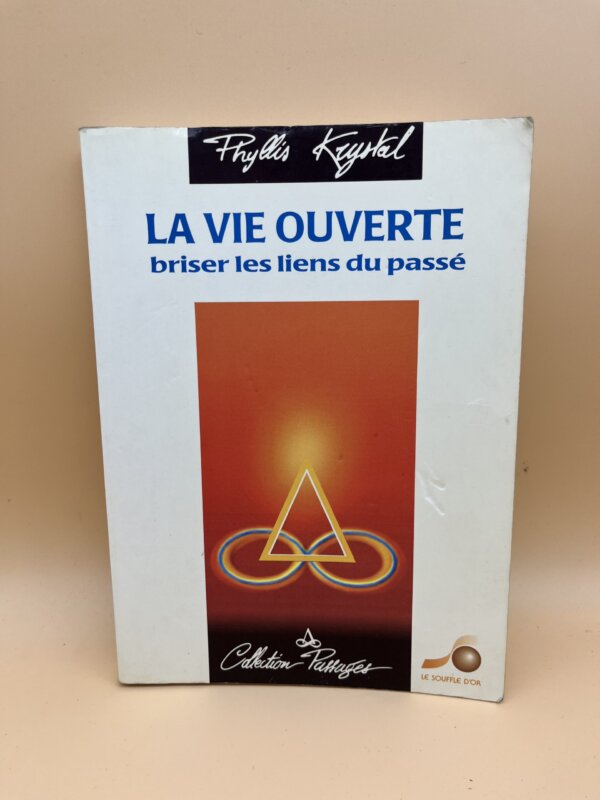 Phyllis Krystal
LA VIE OUVERTE
briser les liens du passé
Collection Passages
LE SOUFFLE D'OR